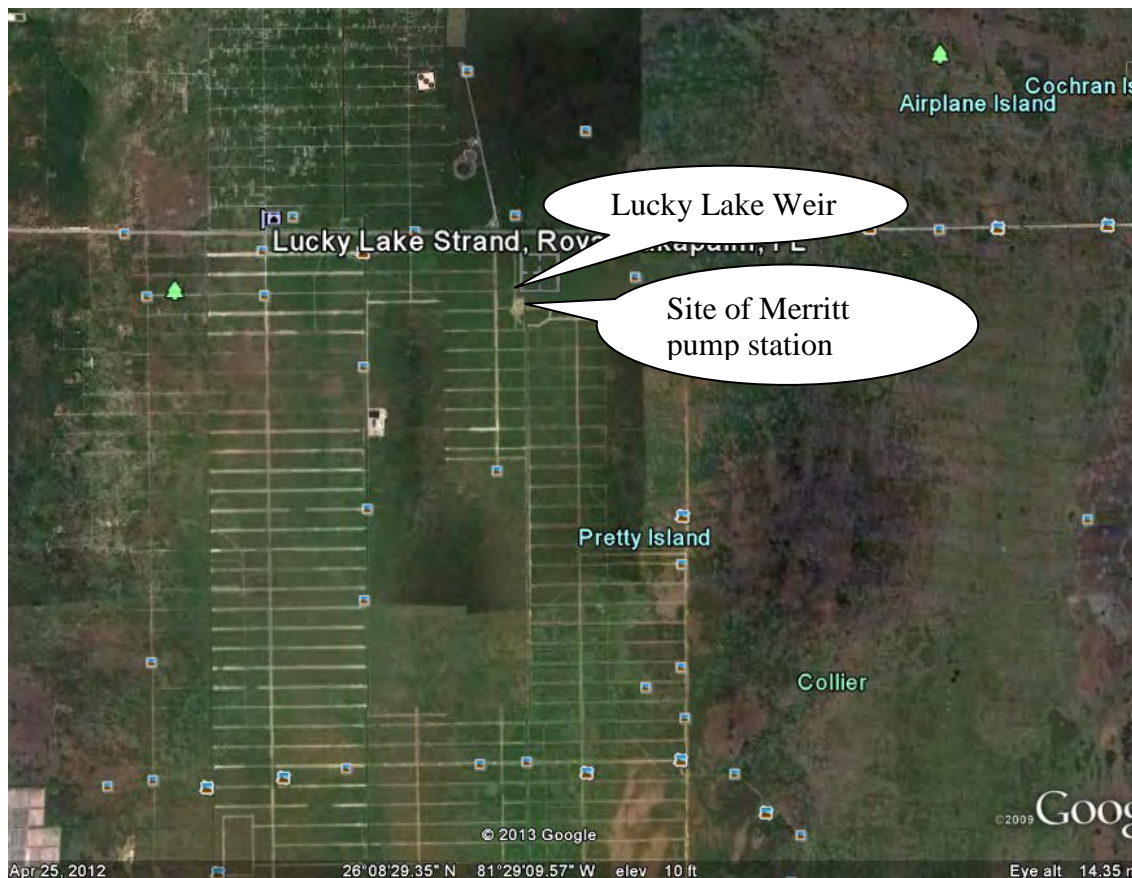 Cochran Is
Airplane Island
Lucky Lake Weir
Lucky Lake Strand,
FL
Site of Merritt
pump station
Pretty Island
Collier
©2009 Goog
© 2013 Google
Apr 25, 2012 26°08'29.35" N 81°29'09.57" W elev 10 ft Eye alt 14.35